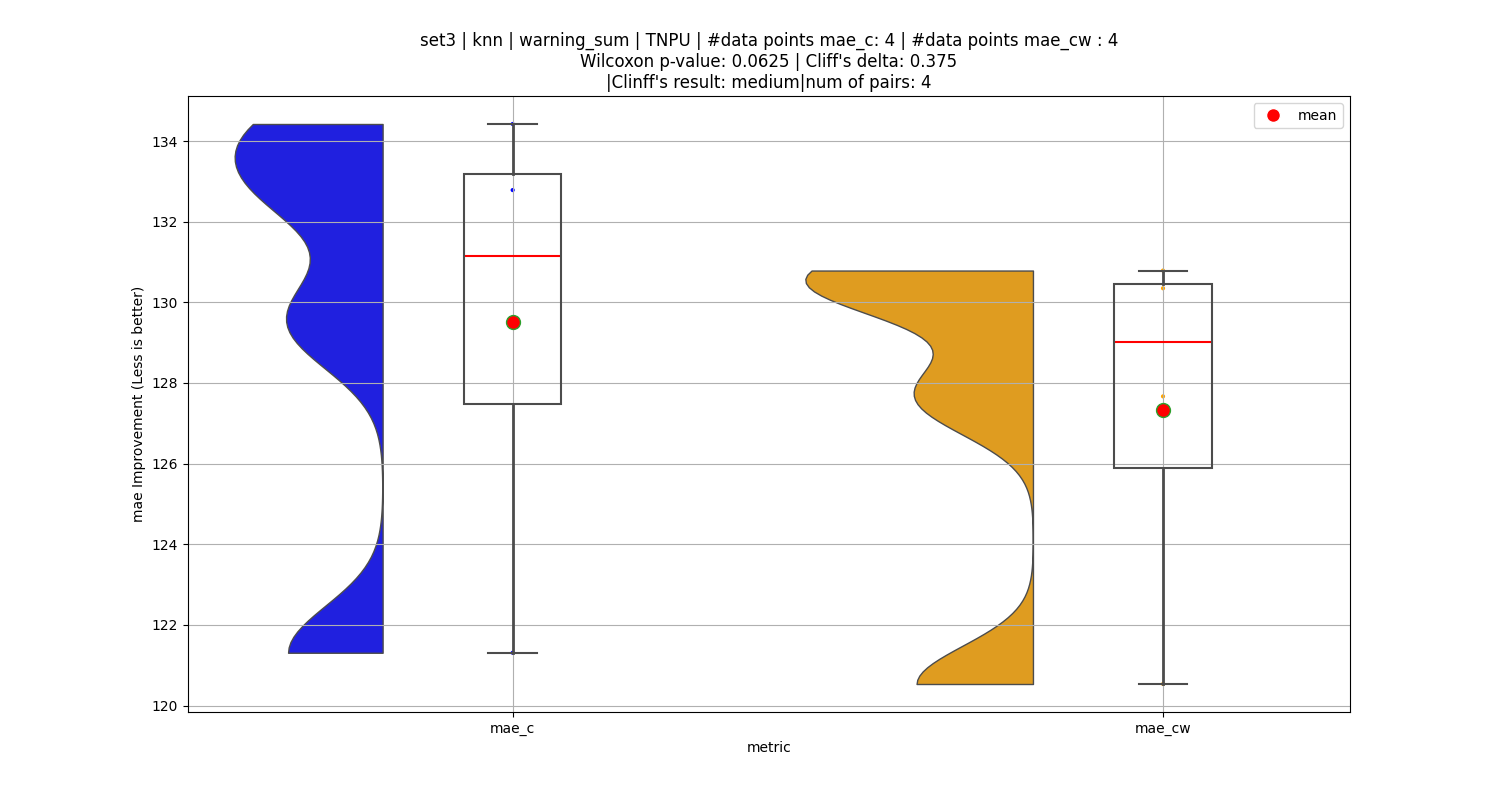 set3 | knn | warning_sum | TNPU | #data points mae_c: 4 | #data points mae_cw : 4
Wilcoxon p-value: 0.0625 | Cliff's delta: 0.375
|Clinff's result: medium|num of pairs: 4
mean
134
132
130
128
126
124
122
120
mae Improvement (Less is better)
mae_c
mae_cw
metric